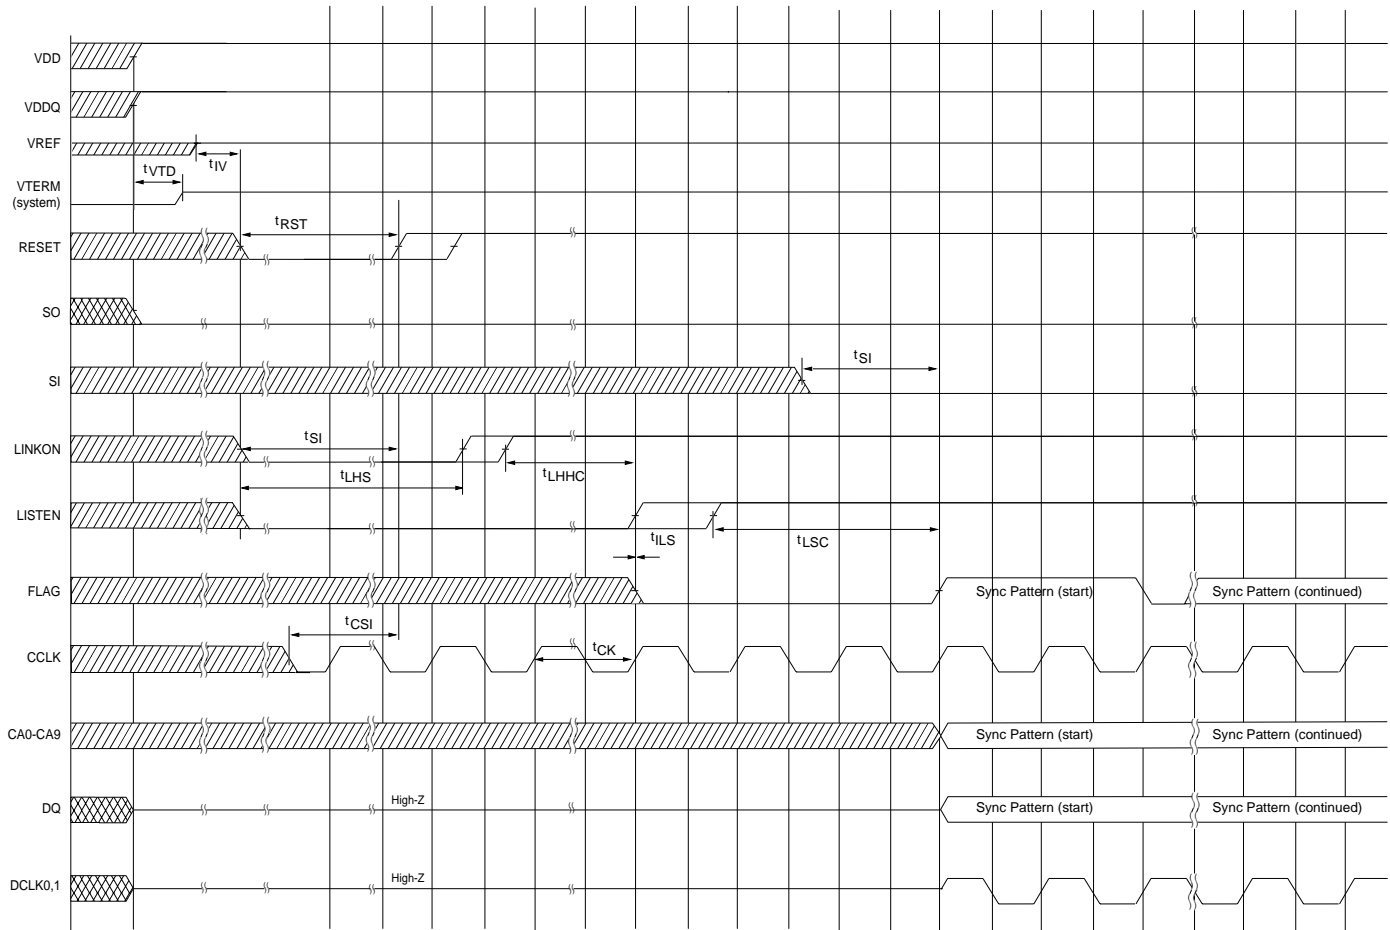 VDD
VDDQ
VREF
tIV
tVTD
VTERM
(system)
tRST
RESET
SO
tSI
SI
tSI
LINKON
tLHS
tLHHC
LISTEN
tILS
tLSC
FLAG
Sync Pattern (start)
Sync Pattern (continued)
tCSI
CCLK
tCK
CA0-CA9
Sync Pattern (start)
Sync Pattern (continued)
High-Z
DQ
Sync Pattern (start)
Sync Pattern (continued)
High-Z
DCLK0,1